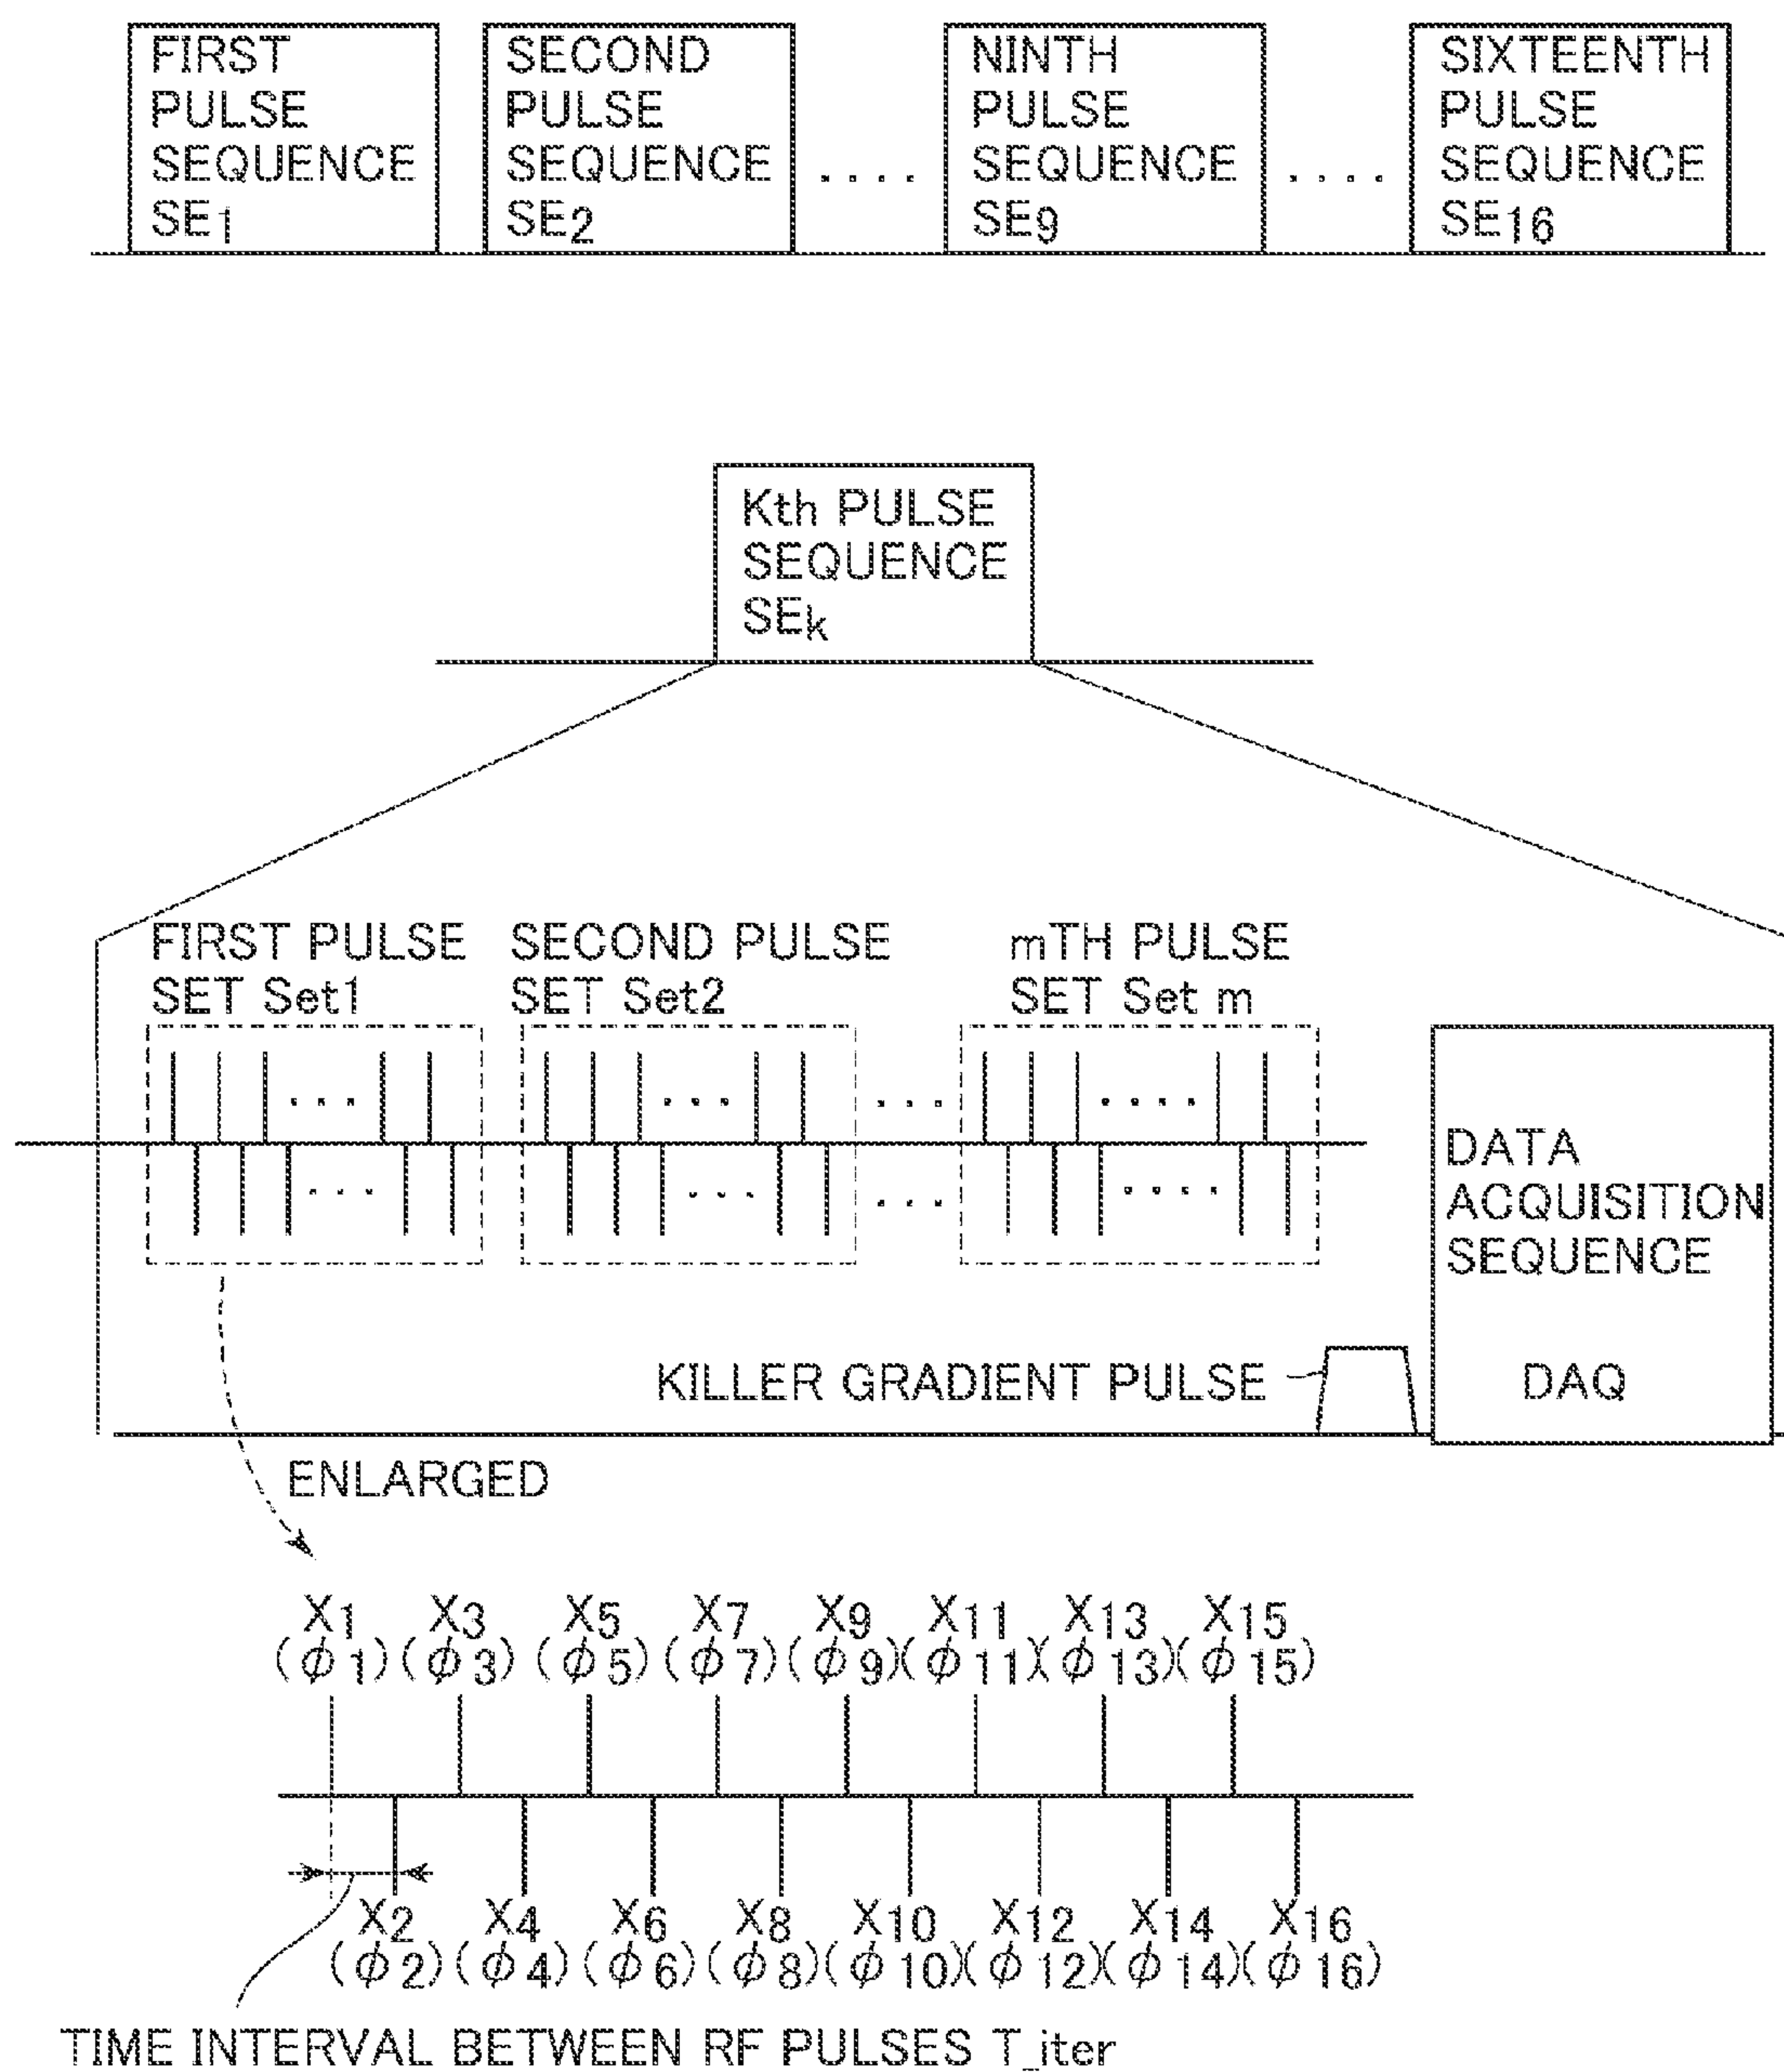 FIRST
PULSE
SEQUENCE
SE1
SECOND
PULSE
SEQUENCE
SE2
....
NINTH
PULSE
SEQUENCE
SE9
....
SIXTEENTH
PULSE
SEQUENCE
SE16
Kth PULSE
SEQUENCE
SEk
FIRST PULSE
SET Set1
SECOND PULSE
SET Set2
mTH PULSE
SET Set m
DATA
ACQUISITION
SEQUENCE
DAQ
KILLER GRADIENT PULSE
ENLARGED
X1 X3 X5 X7 X9 X11 X13 X15
(ϕ1)(ϕ3)(ϕ5)(ϕ7)(ϕ9)(ϕ11)(ϕ13)(ϕ15)
X2 X4 X6 X8 X10 X12 X14 X16
(ϕ2)(ϕ4)(ϕ6)(ϕ8)(ϕ10)(ϕ12)(ϕ14)(ϕ16)
TIME INTERVAL BETWEEN RF PULSES T_iter